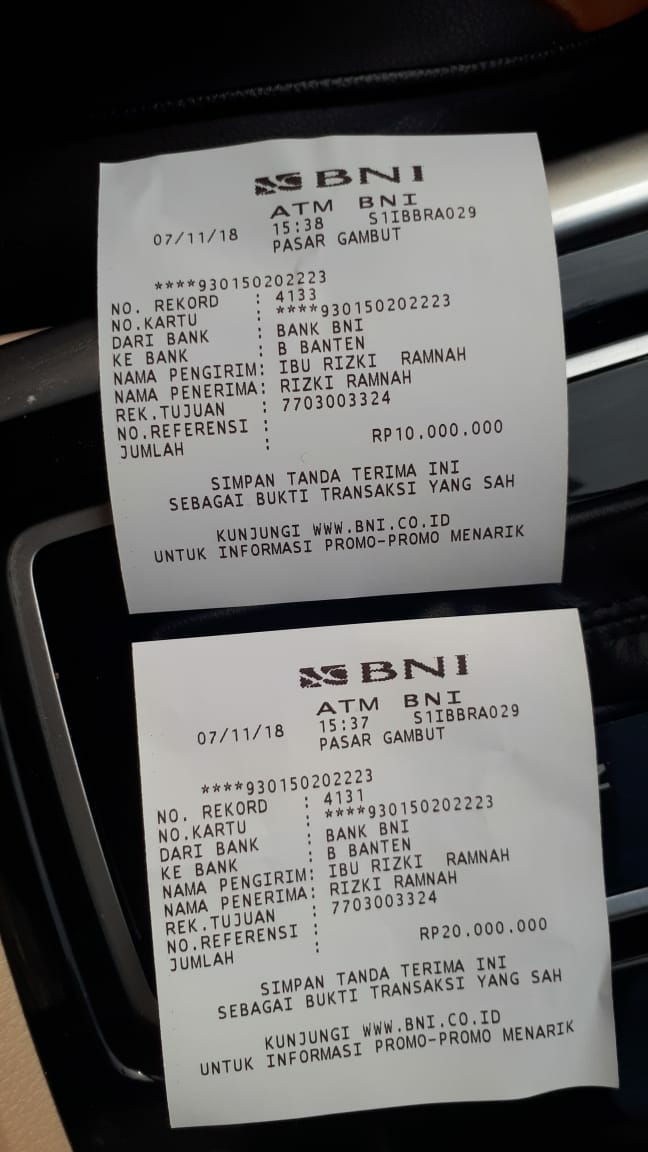 BNI
ATM BNI
07/11/18 15:38 S1IBBRA029
PASAR GAMBUT
****930150202223
NO. REKORD : 4133
NO.KARTU : ****930150202223
DARI BANK : BANK BNI
KE BANK : B BANTEN
NAMA PENGIRIM: IBU RIZKI RAMNAH
NAMA PENERIMA: RIZKI RAMNAH
REK.TUJUAN : 7703003324
NO.REFERENSI :
JUMLAH : RP10.000.000
SIMPAN TANDA TERIMA INI
SEBAGAI BUKTI TRANSAKSI YANG SAH
KUNJUNGI WWW.BNI.CO.ID
UNTUK INFORMASI PROMO-PROMO MENARIK
BNI
ATM BNI
07/11/18 15:37 S1IBBRA029
PASAR GAMBUT
****930150202223
NO. REKORD : 4131
NO.KARTU : ****930150202223
DARI BANK : BANK BNI
KE BANK : B BANTEN
NAMA PENGIRIM: IBU RIZKI RAMNAH
NAMA PENERIMA: RIZKI RAMNAH
REK.TUJUAN : 7703003324
NO.REFERENSI :
JUMLAH : RP20.000.000
SIMPAN TANDA TERIMA INI
SEBAGAI BUKTI TRANSAKSI YANG SAH
KUNJUNGI WWW.BNI.CO.ID
UNTUK INFORMASI PROMO-PROMO MENARIK